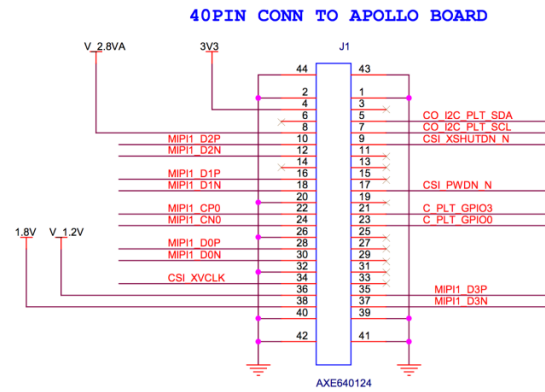 40PIN CONN TO APOLLO BOARD
V_2.8VA 3V3 J1
44 43
2 1
4 3
6 5 CO_I2C_PLT_SDA
8 7 CO_I2C_PLT_SCL
MIPI1_D2P 10 9 CSI_XSHUTDN_N
MIPI1_D2N 12 11
14 13
MIPI1_D1P 16 15
MIPI1_D1N 18 17 CSI_PWDN_N
20 19
MIPI1_CP0 22 21 C_PLT_GPIO3
MIPI1_CN0 24 23 C_PLT_GPIO0
1.8V V_1.2V 26 25
MIPI1_D0P 28 27
MIPI1_D0N 30 29
32 31
CSI_XVCLK 34 33
36 35 MIPI1_D3P
38 37 MIPI1_D3N
40 39
42 41
AXE640124